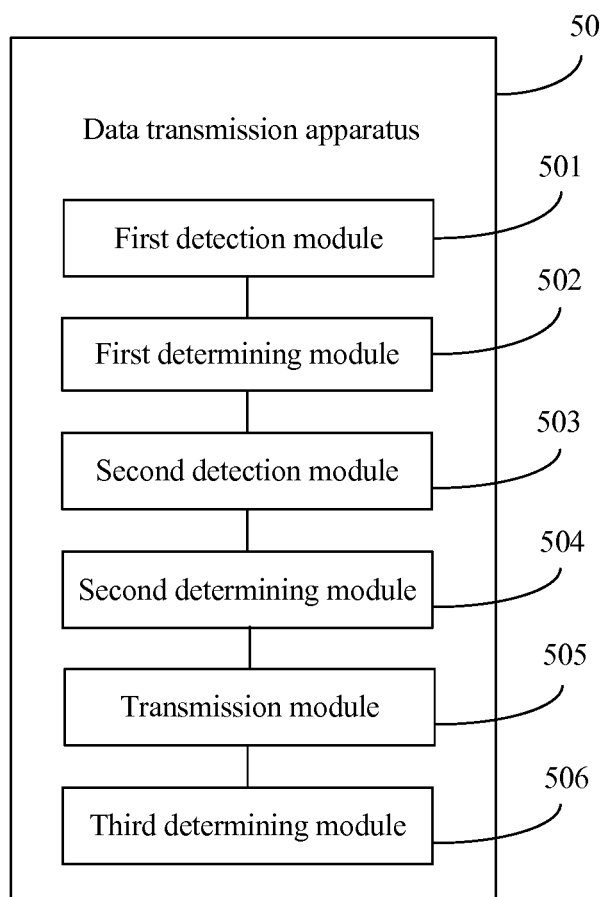 50
Data transmission apparatus
501
First detection module
502
First determining module
503
Second detection module
504
Second determining module
505
Transmission module
506
Third determining module